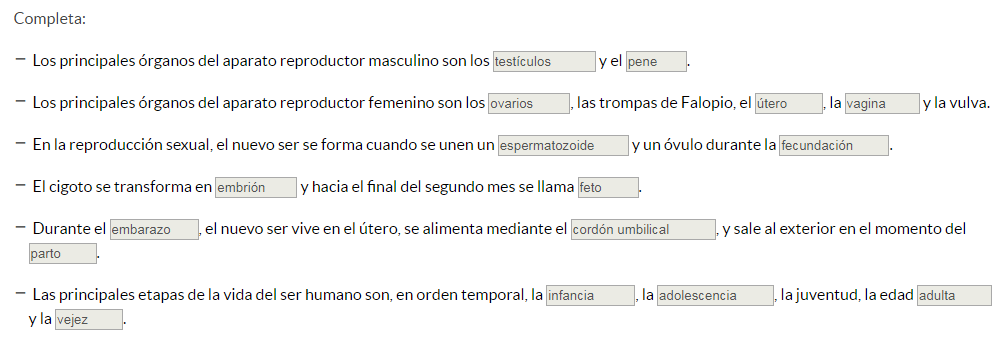 Completa:
— Los principales órganos del aparato reproductor masculino son los testículos y el pene.
— Los principales órganos del aparato reproductor femenino son los ovarios, las trompas de Falopio, el útero, la vagina y la vulva.
— En la reproducción sexual, el nuevo ser se forma cuando se unen un espermatozoide y un óvulo durante la fecundación.
— El cigoto se transforma en embrión y hacia el final del segundo mes se llama feto.
— Durante el embarazo, el nuevo ser vive en el útero, se alimenta mediante el cordón umbilical, y sale al exterior en el momento del
parto.
— Las principales etapas de la vida del ser humano son, en orden temporal, la infancia, la adolescencia, la juventud, la edad adulta
y la vejez.